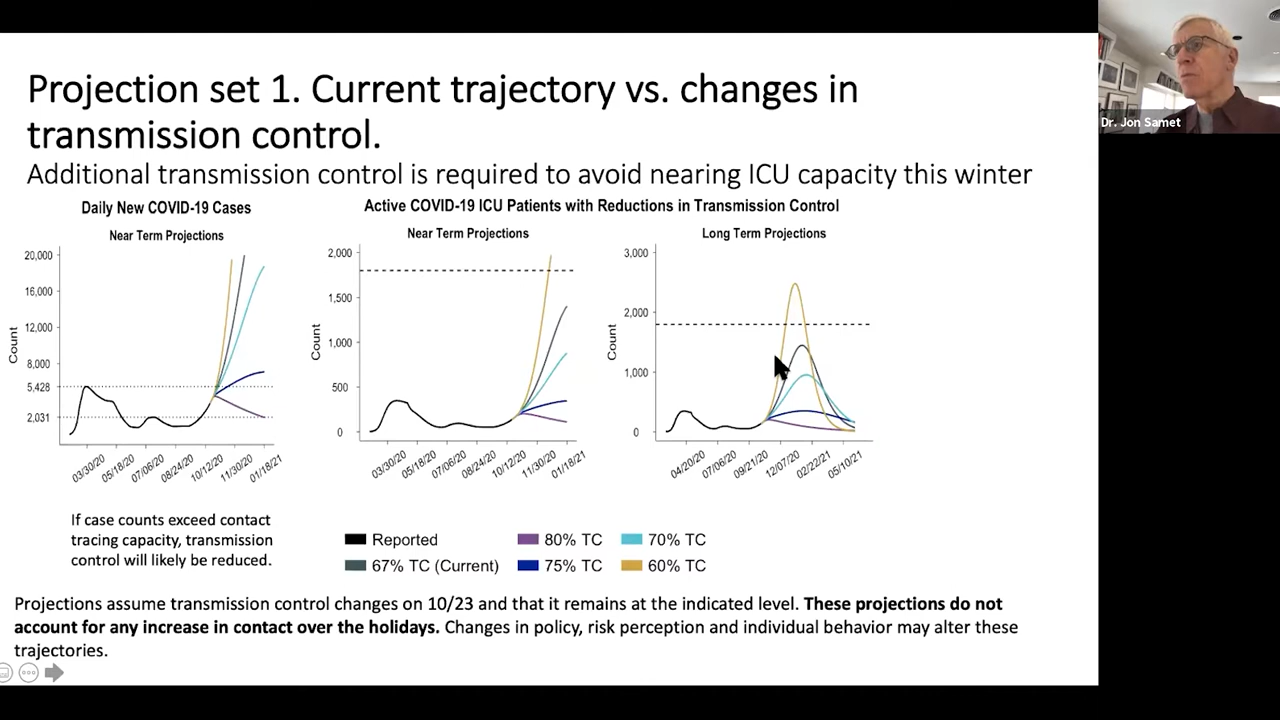 Projection set 1. Current trajectory vs. changes in
transmission control.
Additional transmission control is required to avoid nearing ICU capacity this winter
Dr. Jon Samet
Daily New COVID-19 Cases
Near Term Projections
20,000
16,000
12,000
8,000
5,428
2,031
Count
03/30/20
05/18/20
07/06/20
08/24/20
10/12/20
11/30/20
01/18/21
Active COVID-19 ICU Patients with Reductions in Transmission Control
Near Term Projections
2,000
1,500
1,000
500
0
Count
03/30/20
05/18/20
07/06/20
08/24/20
10/12/20
11/30/20
01/18/21
Long Term Projections
3,000
2,000
1,000
0
Count
04/20/20
07/06/20
09/21/20
12/07/20
02/22/21
05/10/21
If case counts exceed contact
tracing capacity, transmission
control will likely be reduced.
Reported
80% TC
70% TC
67% TC (Current)
75% TC
60% TC
Projections assume transmission control changes on 10/23 and that it remains at the indicated level. These projections do not
account for any increase in contact over the holidays. Changes in policy, risk perception and individual behavior may alter these
trajectories.